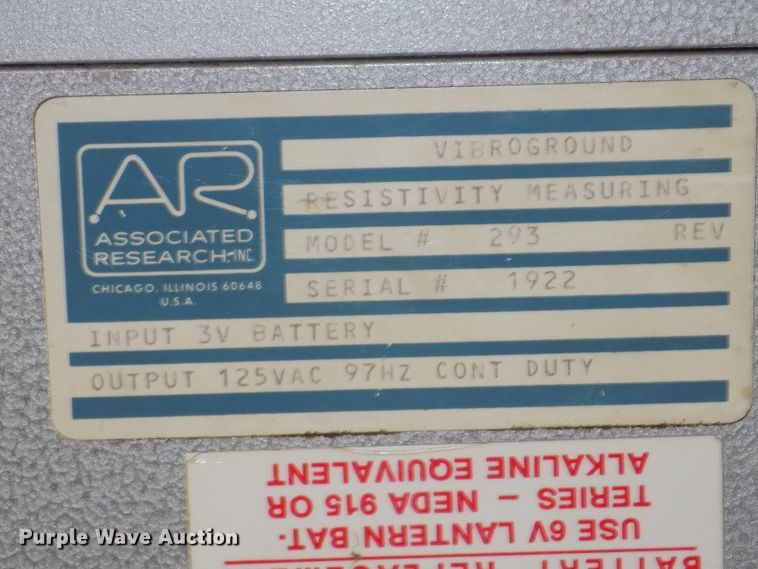 AR
ASSOCIATED
RESEARCH, INC.
CHICAGO, ILLINOIS 60648
U.S.A.
VIBROGROUND
RESISTIVITY MEASURING
MODEL # 293 REV
SERIAL # 1922
INPUT 3V BATTERY
OUTPUT 125VAC 97HZ CONT DUTY
USE 6V LANTERN BAT-
TERIES - NEDA 915 OR
ALKALINE EQUIVALENT
Purple Wave Auction